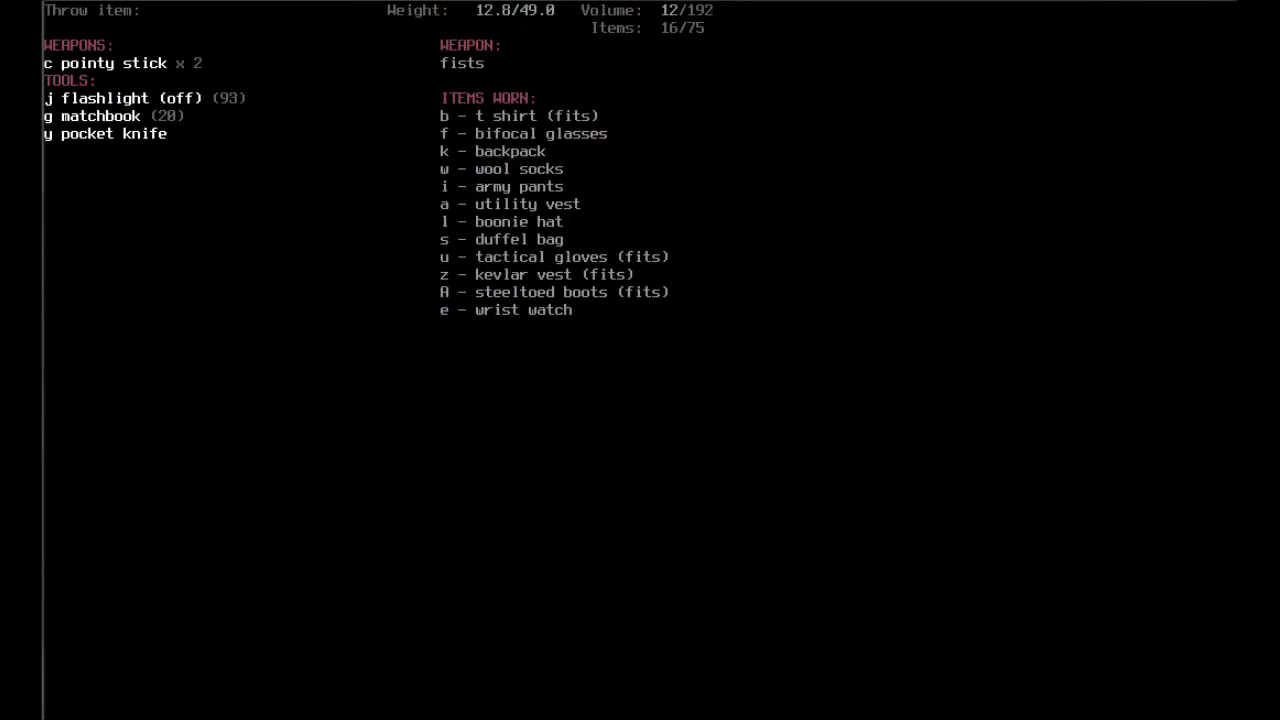 Throw item: Weight: 12.8/49.0 Volume: 12/192
Items: 16/75
WEAPONS:
c pointy stick x 2
TOOLS:
j flashlight (off) (93)
g matchbook (20)
y pocket knife
WEAPON:
fists
ITEMS WORN:
b - t shirt (fits)
f - bifocal glasses
k - backpack
w - wool socks
i - army pants
a - utility vest
l - boonie hat
s - duffel bag
u - tactical gloves (fits)
z - kevlar vest (fits)
A - steeltoed boots (fits)
e - wrist watch